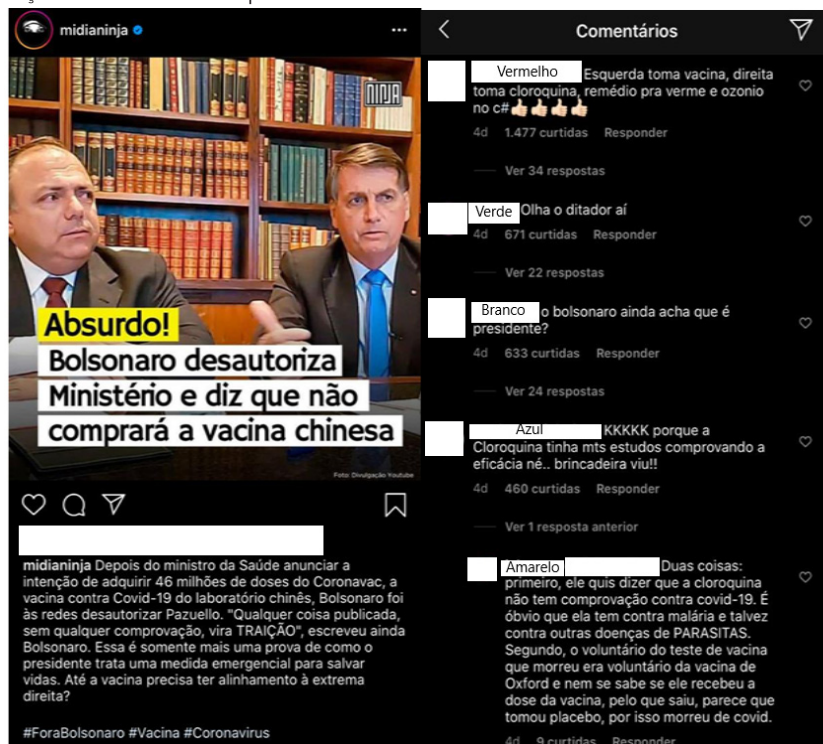 midianinja
NINJA
Absurdo!
Bolsonaro desautoriza
Ministério e diz que não
comprará a vacina chinesa
Foto: Divulgação Youtube
midianinja Depois do ministro da Saúde anunciar a
intenção de adquirir 46 milhões de doses do Coronavac, a
vacina contra Covid-19 do laboratório chinês, Bolsonaro foi
às redes desautorizar Pazuello. "Qualquer coisa publicada,
sem qualquer comprovação, vira TRAIÇÃO", escreveu ainda
Bolsonaro. Essa é somente mais uma prova de como o
presidente trata uma medida emergencial para salvar
vidas. Até a vacina precisa ter alinhamento à extrema
direita?
#ForaBolsonaro #Vacina #Coronavirus
Comentários
Vermelho Esquerda toma vacina, direita
toma cloroquina, remédio pra verme e ozonio
no c#👍🏻👍🏻👍🏻👍🏻
4d 1.477 curtidas Responder
Ver 34 respostas
Verde Olha o ditador aí
4d 671 curtidas Responder
Ver 22 respostas
Branco o bolsonaro ainda acha que é
presidente?
4d 633 curtidas Responder
Ver 24 respostas
Azul KKKKK porque a
Cloroquina tinha mts estudos comprovando a
eficácia né.. brincadeira viu!!
4d 460 curtidas Responder
Ver 1 resposta anterior
Amarelo Duas coisas:
primeiro, ele quis dizer que a cloroquina
não tem comprovação contra covid-19. É
óbvio que ela tem contra malária e talvez
contra outras doenças de PARASITAS.
Segundo, o voluntário do teste de vacina
que morreu era voluntário da vacina de
Oxford e nem se sabe se ele recebeu a
dose da vacina, pelo que saiu, parece que
tomou placebo, por isso morreu de covid.
4d 9 curtidas Responder